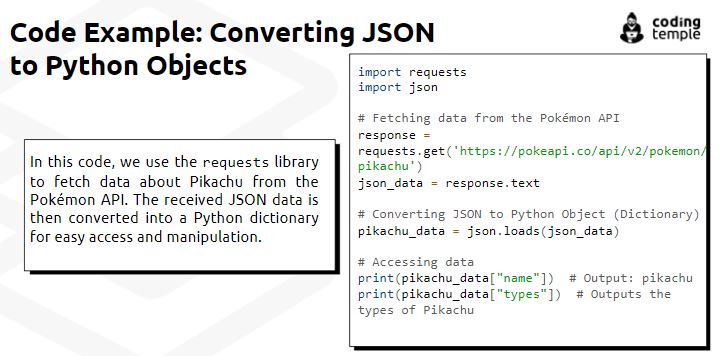 Code Example: Converting JSON
to Python Objects
coding
temple
In this code, we use the requests library
to fetch data about Pikachu from the
Pokémon API. The received JSON data is
then converted into a Python dictionary
for easy access and manipulation.
import requests
import json
# Fetching data from the Pokémon API
response =
requests.get('https://pokeapi.co/api/v2/pokemon/
pikachu')
json_data = response.text
# Converting JSON to Python Object (Dictionary)
pikachu_data = json.loads(json_data)
# Accessing data
print(pikachu_data["name"])  # Output: pikachu
print(pikachu_data["types"])  # Outputs the
types of Pikachu